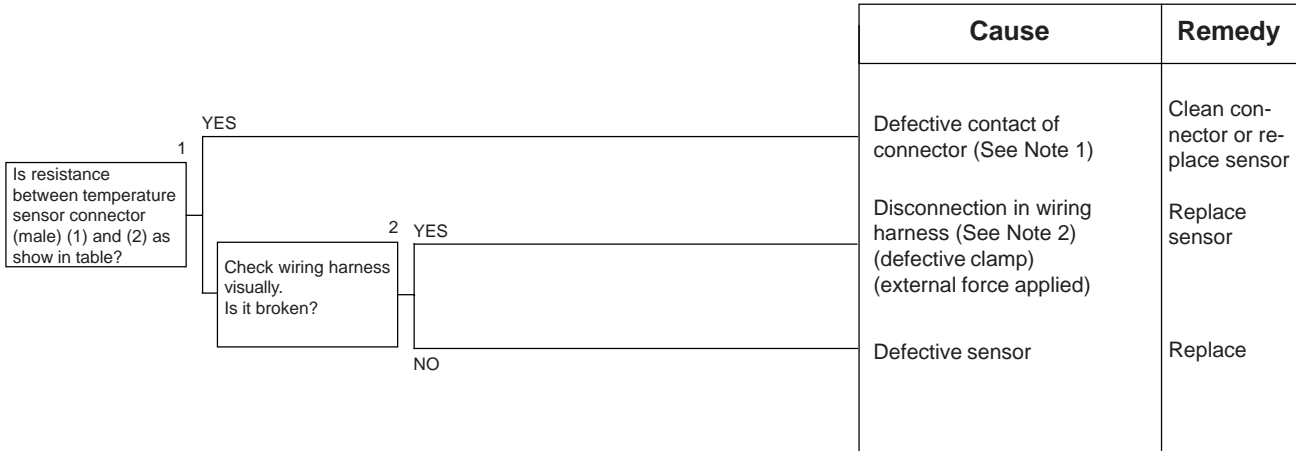 Cause
Remedy
YES
1
Is resistance
between temperature
sensor connector
(male) (1) and (2) as
show in table?
2
YES
Check wiring harness
visually.
Is it broken?
NO
Defective contact of
connector (See Note 1)
Clean con-
nector or re-
place sensor
Disconnection in wiring
harness (See Note 2)
(defective clamp)
(external force applied)
Replace
sensor
Defective sensor
Replace